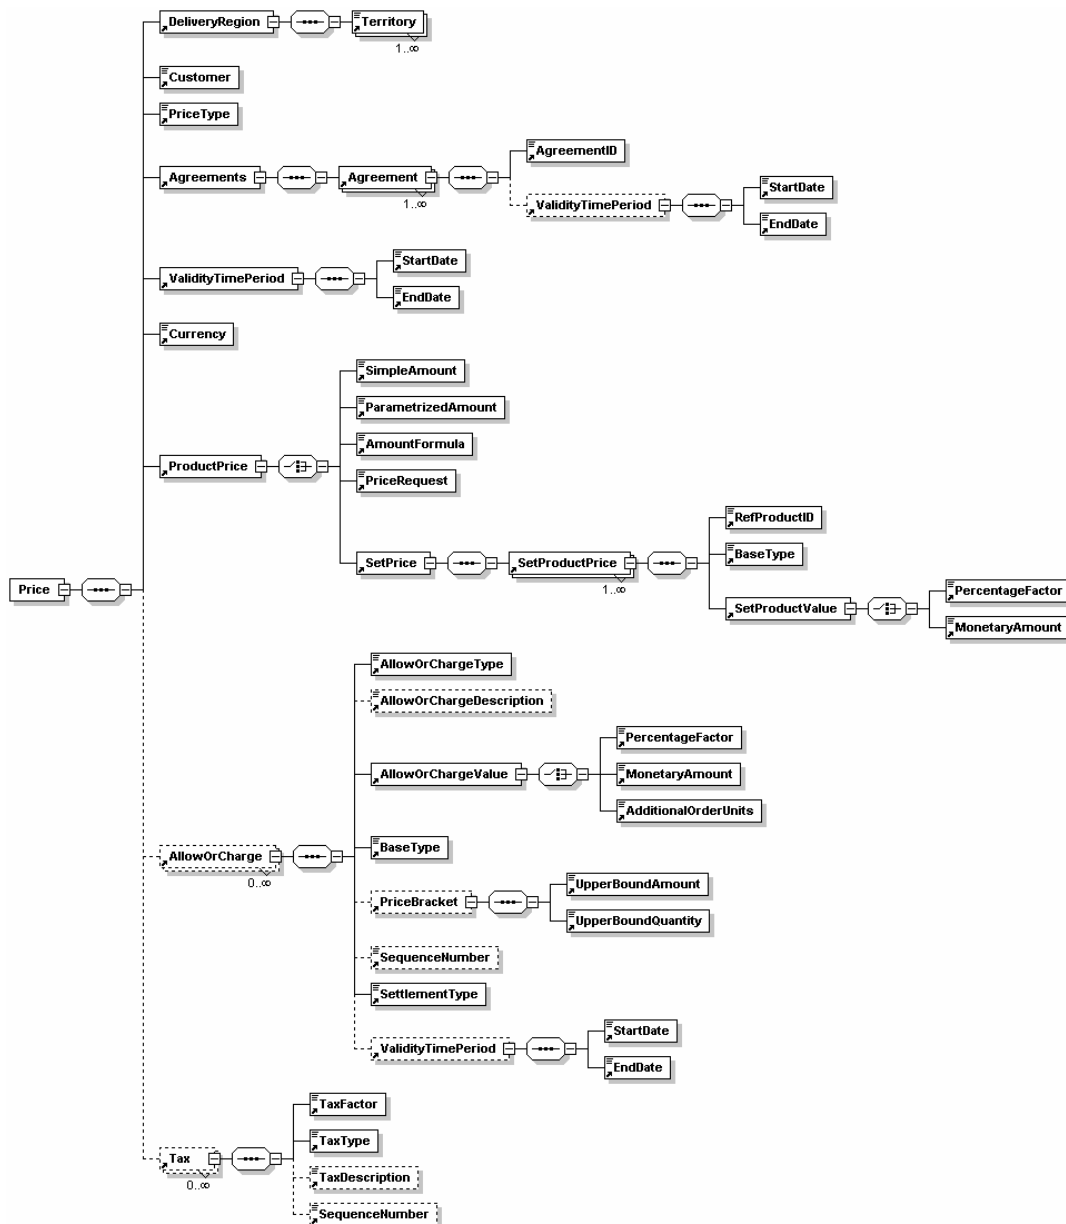 DeliveryRegion
Territory
1..∞
Customer
PriceType
AgreementID
Agreements
Agreement
1..∞
StartDate
ValidityTimePeriod
EndDate
StartDate
ValidityTimePeriod
EndDate
Currency
SimpleAmount
ParametrizedAmount
AmountFormula
ProductPrice
PriceRequest
RefProductID
BaseType
SetPrice
SetProductPrice
1..∞
Price
PercentageFactor
SetProductValue
MonetaryAmount
AllowOrChargeType
AllowOrChargeDescription
PercentageFactor
AllowOrChargeValue
MonetaryAmount
AdditionalOrderUnits
BaseType
AllowOrCharge
0..∞
UpperBoundAmount
PriceBracket
UpperBoundQuantity
SequenceNumber
SettlementType
StartDate
ValidityTimePeriod
EndDate
TaxFactor
TaxType
Tax
0..∞
TaxDescription
SequenceNumber